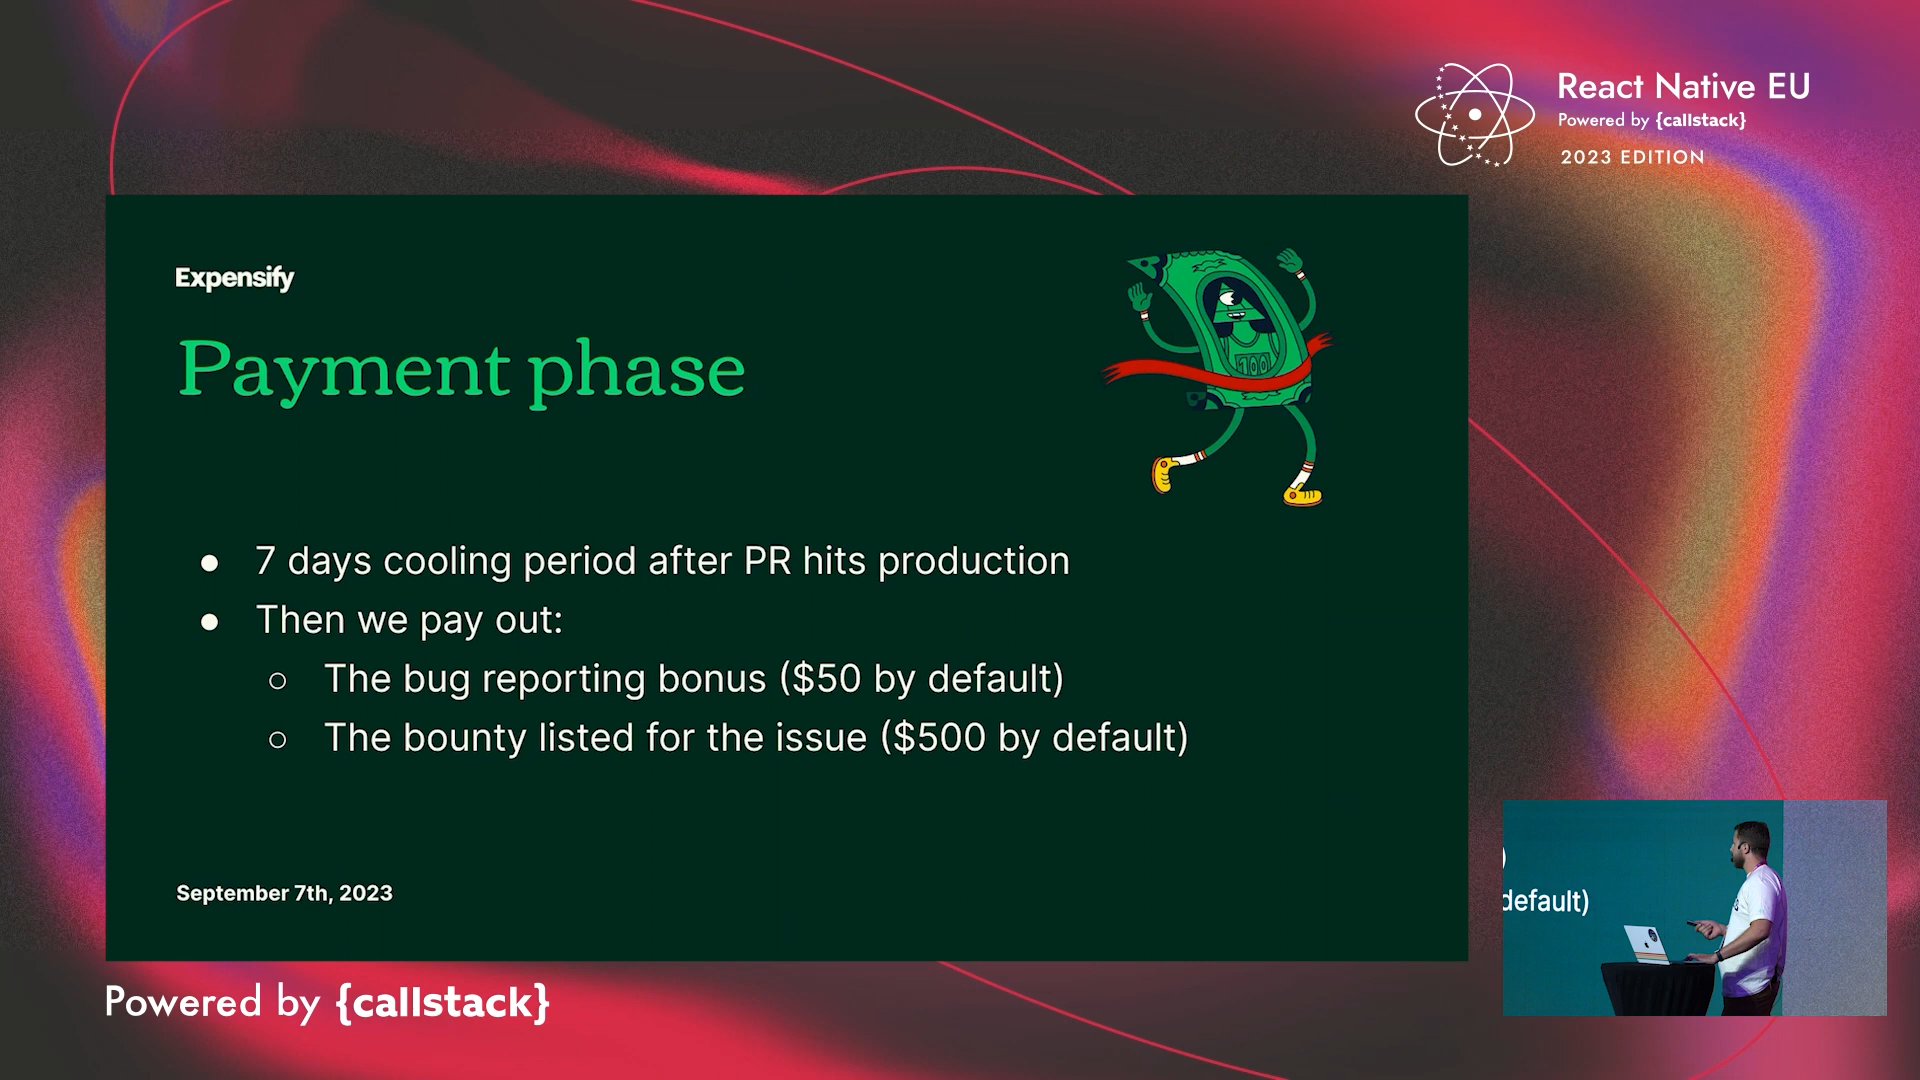 React Native EU
Powered by {callstack}
2023 EDITION
Expensify
Payment phase
100
● 7 days cooling period after PR hits production
● Then we pay out:
○ The bug reporting bonus ($50 by default)
○ The bounty listed for the issue ($500 by default)
September 7th, 2023
default)
Powered by {callstack}